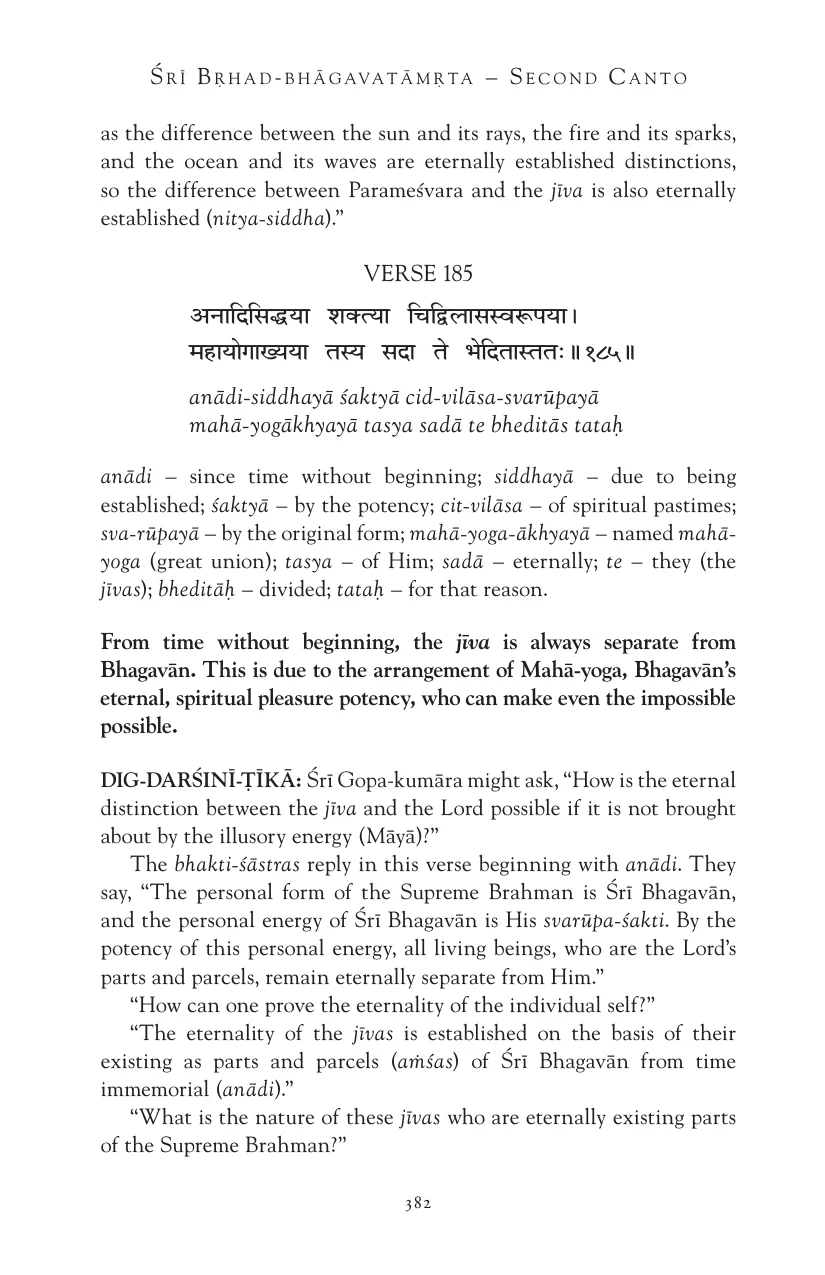 Śrī Bṛhad-bhāgavatāmṛta – Second Canto
as the difference between the sun and its rays, the fire and its sparks,
and the ocean and its waves are eternally established distinctions,
so the difference between Parameśvara and the jīva is also eternally
established (nitya-siddha).”
VERSE 185
अनादिसिद्धया शक्त्या चिद्विलासस्वरूपया।
महायोगाख्यया तस्य सदा ते भेदितास्ततः॥१८५॥
anādi-siddhayā śaktyā cid-vilāsa-svarūpayā
mahā-yogākhyayā tasya sadā te bheditās tataḥ
anādi – since time without beginning; siddhayā – due to being
established; śaktyā – by the potency; cit-vilāsa – of spiritual pastimes;
sva-rūpayā – by the original form; mahā-yoga-ākhyayā – named mahā-
yoga (great union); tasya – of Him; sadā – eternally; te – they (the
jīvas); bheditāḥ – divided; tataḥ – for that reason.
From time without beginning, the jīva is always separate from
Bhagavān. This is due to the arrangement of Mahā-yoga, Bhagavān’s
eternal, spiritual pleasure potency, who can make even the impossible
possible.
DIG-DARŚINĪ-ṬĪKĀ: Śrī Gopa-kumāra might ask, “How is the eternal
distinction between the jīva and the Lord possible if it is not brought
about by the illusory energy (Māyā)?”
The bhakti-śāstras reply in this verse beginning with anādi. They
say, “The personal form of the Supreme Brahman is Śrī Bhagavān,
and the personal energy of Śrī Bhagavān is His svarūpa-śakti. By the
potency of this personal energy, all living beings, who are the Lord’s
parts and parcels, remain eternally separate from Him.”
“How can one prove the eternality of the individual self?”
“The eternality of the jīvas is established on the basis of their
existing as parts and parcels (aṁśas) of Śrī Bhagavān from time
immemorial (anādi).”
“What is the nature of these jīvas who are eternally existing parts
of the Supreme Brahman?”
382